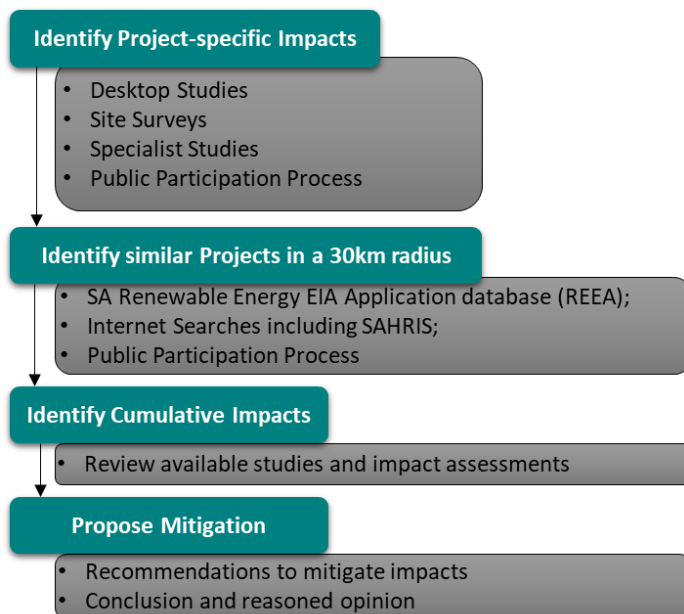 Identify Project-specific Impacts
• Desktop Studies
• Site Surveys
• Specialist Studies
• Public Participation Process
Identify similar Projects in a 30km radius
• SA Renewable Energy EIA Application database (REEA);
• Internet Searches including SAHRIS;
• Public Participation Process
Identify Cumulative Impacts
• Review available studies and impact assessments
Propose Mitigation
• Recommendations to mitigate impacts
• Conclusion and reasoned opinion